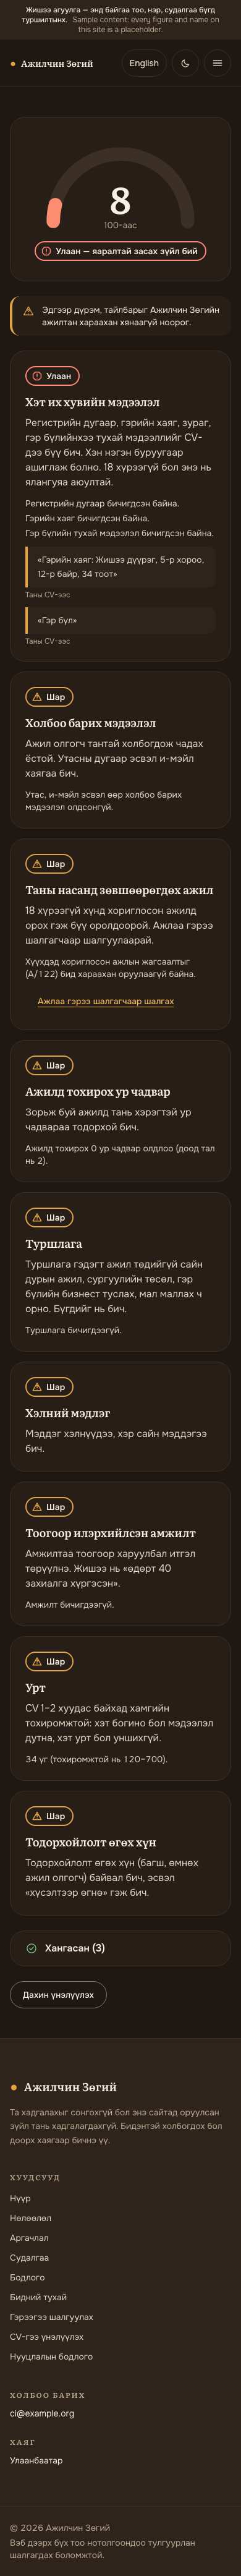 Жишээ агуулга — энд байгаа тоо, нэр, судалгаа бүгд
туршилтынх. Sample content: every figure and name on
this site is a placeholder.
Ажилчин Зөгий
English
8
100-аас
Улаан — яаралтай засах зүйл бий
Эдгээр дүрэм, тайлбарыг Ажилчин Зөгийн
ажилтан хараахан хянаагүй ноорог.
Улаан
Хэт их хувийн мэдээлэл
Регистрийн дугаар, гэрийн хаяг, зураг,
гэр бүлийнхээ тухай мэдээллийг CV-
дээ бүү бич. Хэн нэгэн буруугаар
ашиглаж болно. 18 хүрээгүй бол энэ нь
ялангуяа аюултай.
Регистрийн дугаар бичигдсэн байна.
Гэрийн хаяг бичигдсэн байна.
Гэр бүлийн тухай мэдээлэл бичигдсэн байна.
«Гэрийн хаяг: Жишээ дүүрэг, 5-р хороо,
12-р байр, 34 тоот»
Таны CV-ээс
«Гэр бүл»
Таны CV-ээс
Шар
Холбоо барих мэдээлэл
Ажил олгогч тантай холбогдож чадах
ёстой. Утасны дугаар эсвэл и-мэйл
хаягаа бич.
Утас, и-мэйл эсвэл өөр холбоо барих
мэдээлэл олдсонгүй.
Шар
Таны насанд зөвшөөрөгдөх ажил
18 хүрээгүй хүнд хориглосон ажилд
орох гэж бүү оролдоорой. Ажлаа гэрээ
шалгагчаар шалгуулаарай.
Хүүхдэд хориглосон ажлын жагсаалтыг
(А/122) бид хараахан оруулаагүй байна.
Ажлаа гэрээ шалгагчаар шалгах
Шар
Ажилд тохирох ур чадвар
Зорьж буй ажилд тань хэрэгтэй ур
чадвараа тодорхой бич.
Ажилд тохирох 0 ур чадвар олдлоо (доод тал
нь 2).
Шар
Туршлага
Туршлага гэдэгт ажил төдийгүй сайн
дурын ажил, сургуулийн төсөл, гэр
бүлийн бизнест туслах, мал маллах ч
орно. Бүгдийг нь бич.
Туршлага бичигдээгүй.
Шар
Хэлний мэдлэг
Мэддэг хэлнүүдээ, хэр сайн мэддэгээ
бич.
Шар
Тоогоор илэрхийлсэн амжилт
Амжилтаа тоогоор харуулбал итгэл
төрүүлнэ. Жишээ нь «өдөрт 40
захиалга хүргэсэн».
Амжилт бичигдээгүй.
Шар
Урт
CV 1–2 хуудас байхад хамгийн
тохиромжтой: хэт богино бол мэдээлэл
дутна, хэт урт бол уншихгүй.
34 үг (тохиромжтой нь 120–700).
Шар
Тодорхойлолт өгөх хүн
Тодорхойлолт өгөх хүн (багш, өмнөх
ажил олгогч) байвал бич, эсвэл
«хүсэлтээр өгнө» гэж бич.
Хангасан (3)
Дахин үнэлүүлэх
Ажилчин Зөгий
Та хадгалахыг сонгохгүй бол энэ сайтад оруулсан
зүйл тань хадгалагдахгүй. Бидэнтэй холбогдох бол
доорх хаягаар бичнэ үү.
ХУУДСУУД
Нүүр
Нөлөөлөл
Аргачлал
Судалгаа
Бодлого
Бидний тухай
Гэрээгээ шалгуулах
CV-гээ үнэлүүлэх
Нууцлалын бодлого
ХОЛБОО БАРИХ
ci@example.org
ХАЯГ
Улаанбаатар
© 2026 Ажилчин Зөгий
Вэб дээрх бүх тоо нотолгоондоо тулгуурлан
шалгагдах боломжтой.